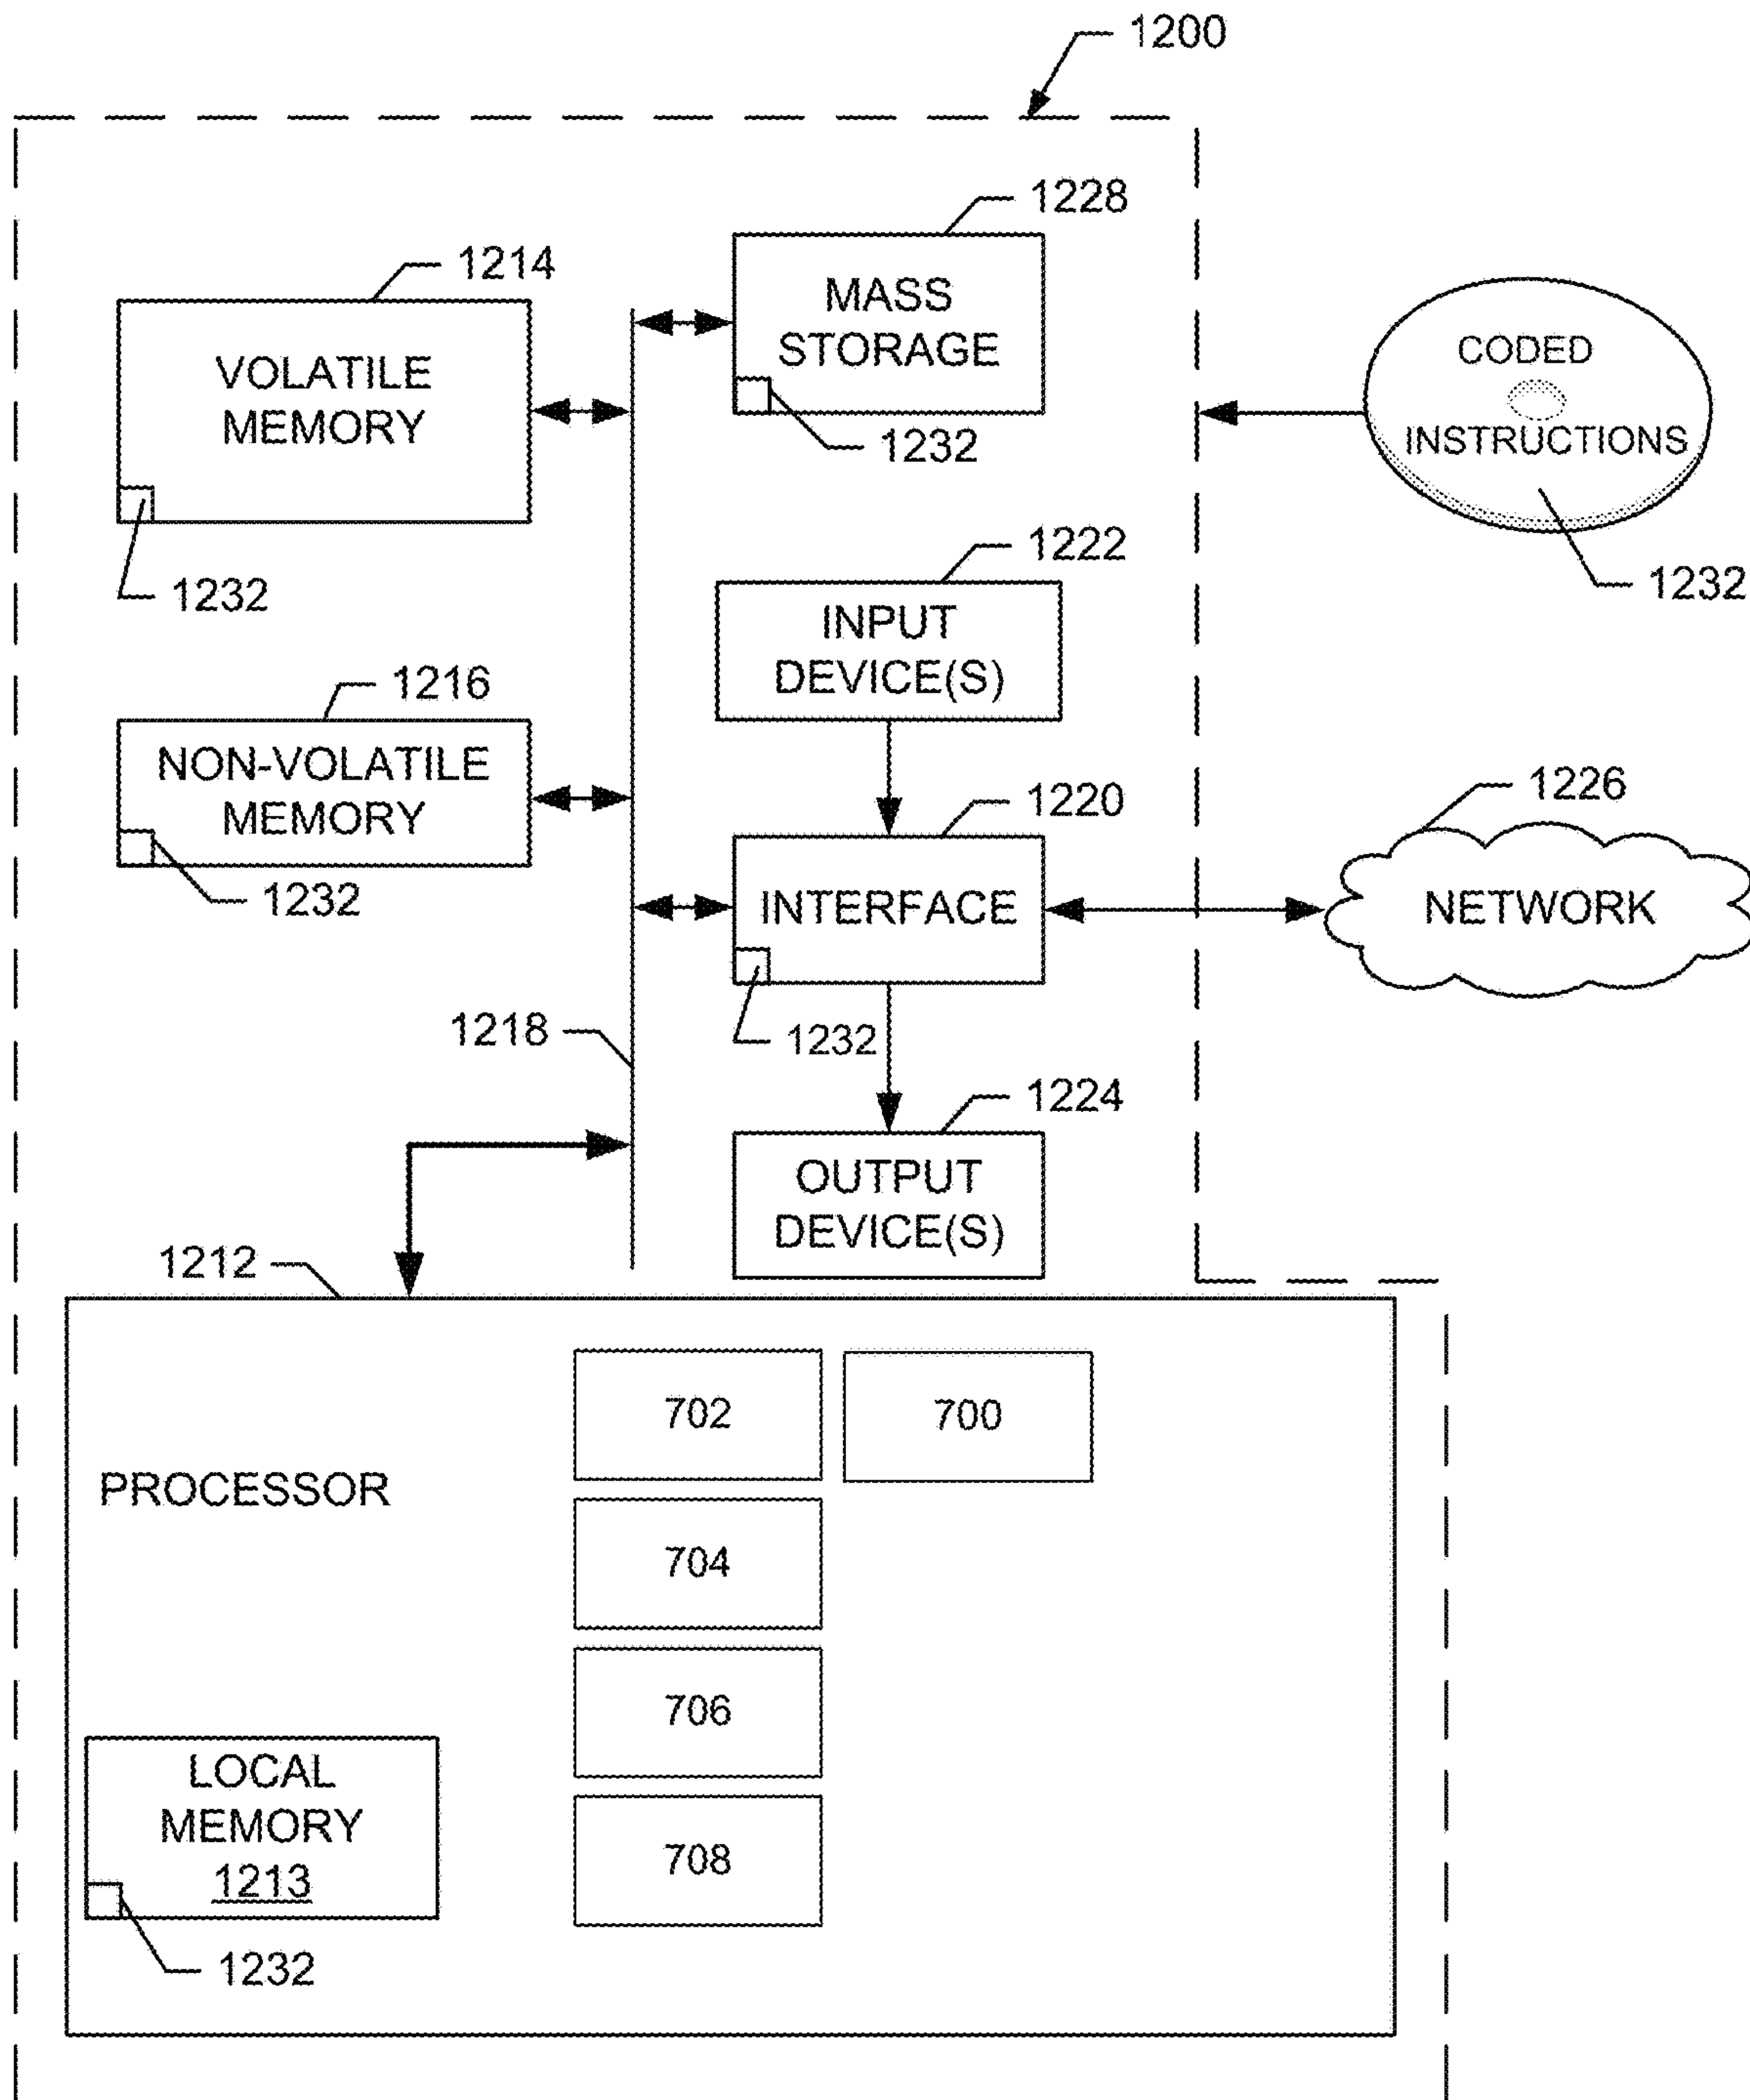 1200
1228
MASS
STORAGE
1232
1214
VOLATILE
MEMORY
1232
CODED
INSTRUCTIONS
1232
1222
INPUT
DEVICE(S)
1216
NON-VOLATILE
MEMORY
1232
1220
INTERFACE
1232
1226
NETWORK
1218
1224
OUTPUT
DEVICE(S)
1212
PROCESSOR
702
700
704
706
708
LOCAL
MEMORY
1213
1232